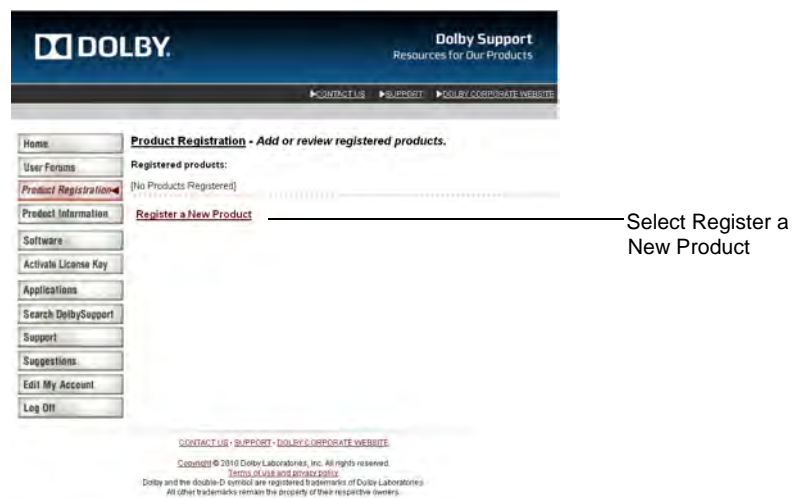 DOLBY.
Dolby Support
Resources for Our Products
CONTACT US SUPPORT DOLBY CORPORATE WEBSITE
Home
User Forums
Product Registration
Product Information
Software
Activate License Key
Applications
Search DolbySupport
Support
Suggestions
Edit My Account
Log Off
Product Registration - Add or review registered products.
Registered products:
[No Products Registered]
Register a New Product
Select Register a
New Product
CONTACT US - SUPPORT - DOLBY CORPORATE WEBSITE
Copyright © 2010 Dolby Laboratories, Inc. All rights reserved.
Terms of use and privacy policy
Dolby and the double-D symbol are registered trademarks of Dolby Laboratories
All other trademarks remain the property of their respective owners.